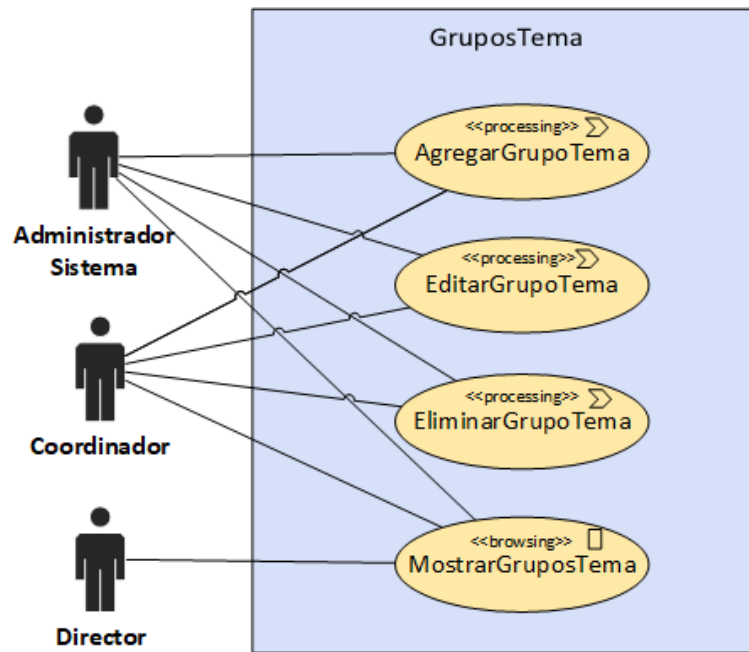 GruposTema
<<processing>>
AgregarGrupoTema
Administrador
Sistema
<<processing>>
EditarGrupoTema
<<processing>>
EliminarGrupoTema
Coordinador
<<browsing>>
MostrarGruposTema
Director